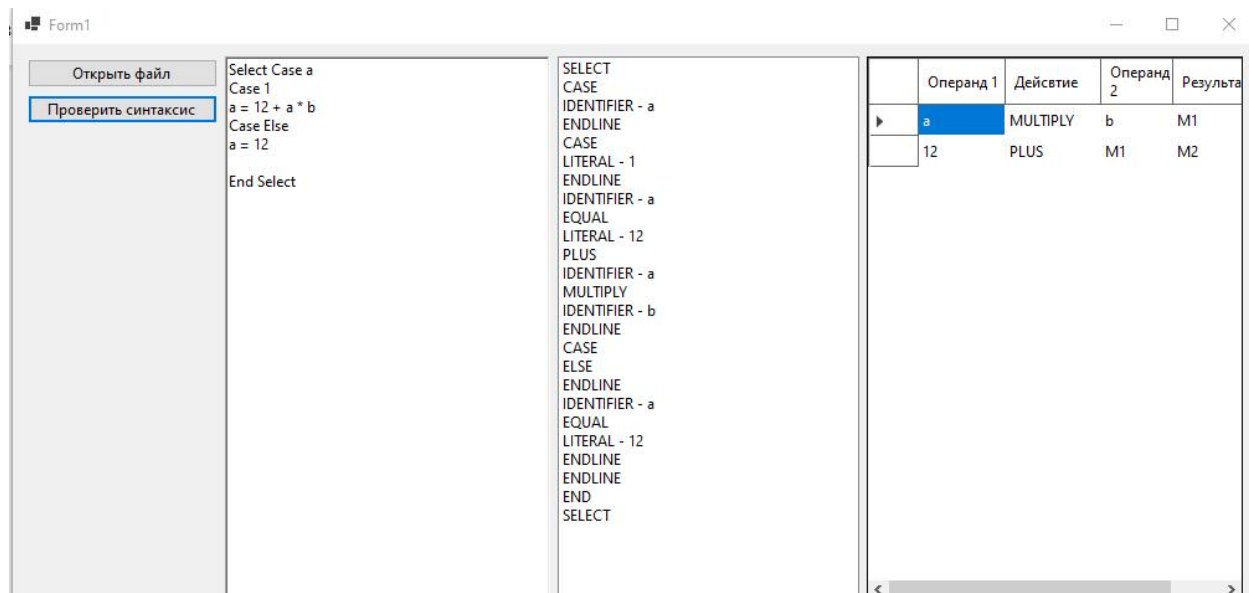 Form1
Открыть файл
Проверить синтаксис
Select Case a
Case 1
a = 12 + a * b
Case Else
a = 12
End Select
SELECT
CASE
IDENTIFIER - a
ENDLINE
CASE
LITERAL - 1
ENDLINE
IDENTIFIER - a
EQUAL
LITERAL - 12
PLUS
IDENTIFIER - a
MULTIPLY
IDENTIFIER - b
ENDLINE
CASE
ELSE
ENDLINE
IDENTIFIER - a
EQUAL
LITERAL - 12
ENDLINE
ENDLINE
END
SELECT
Операнд 1 Дейсвтие Операнд 2 Результа
a MULTIPLY b M1
12 PLUS M1 M2